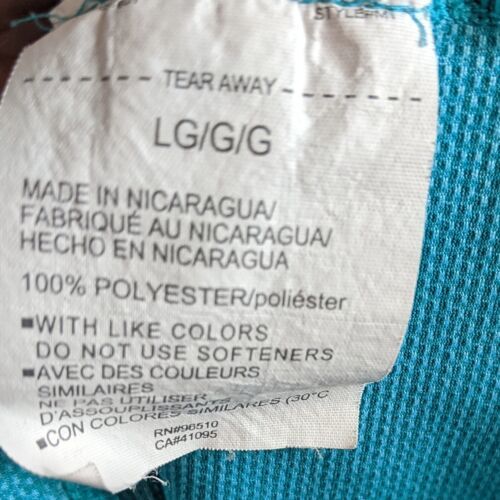 STYLE#M1
TEAR AWAY
LG/G/G
MADE IN NICARAGUA/
FABRIQUÉ AU NICARAGUA/
HECHO EN NICARAGUA
100% POLYESTER/poliéster
■WITH LIKE COLORS
DO NOT USE SOFTENERS
■AVEC DES COULEURS
SIMILAIRES
NE PAS UTILISER
D'ASSOUPLISSANTS
■CON COLORES SIMILARES (30°C
RN#96510
CA#41095